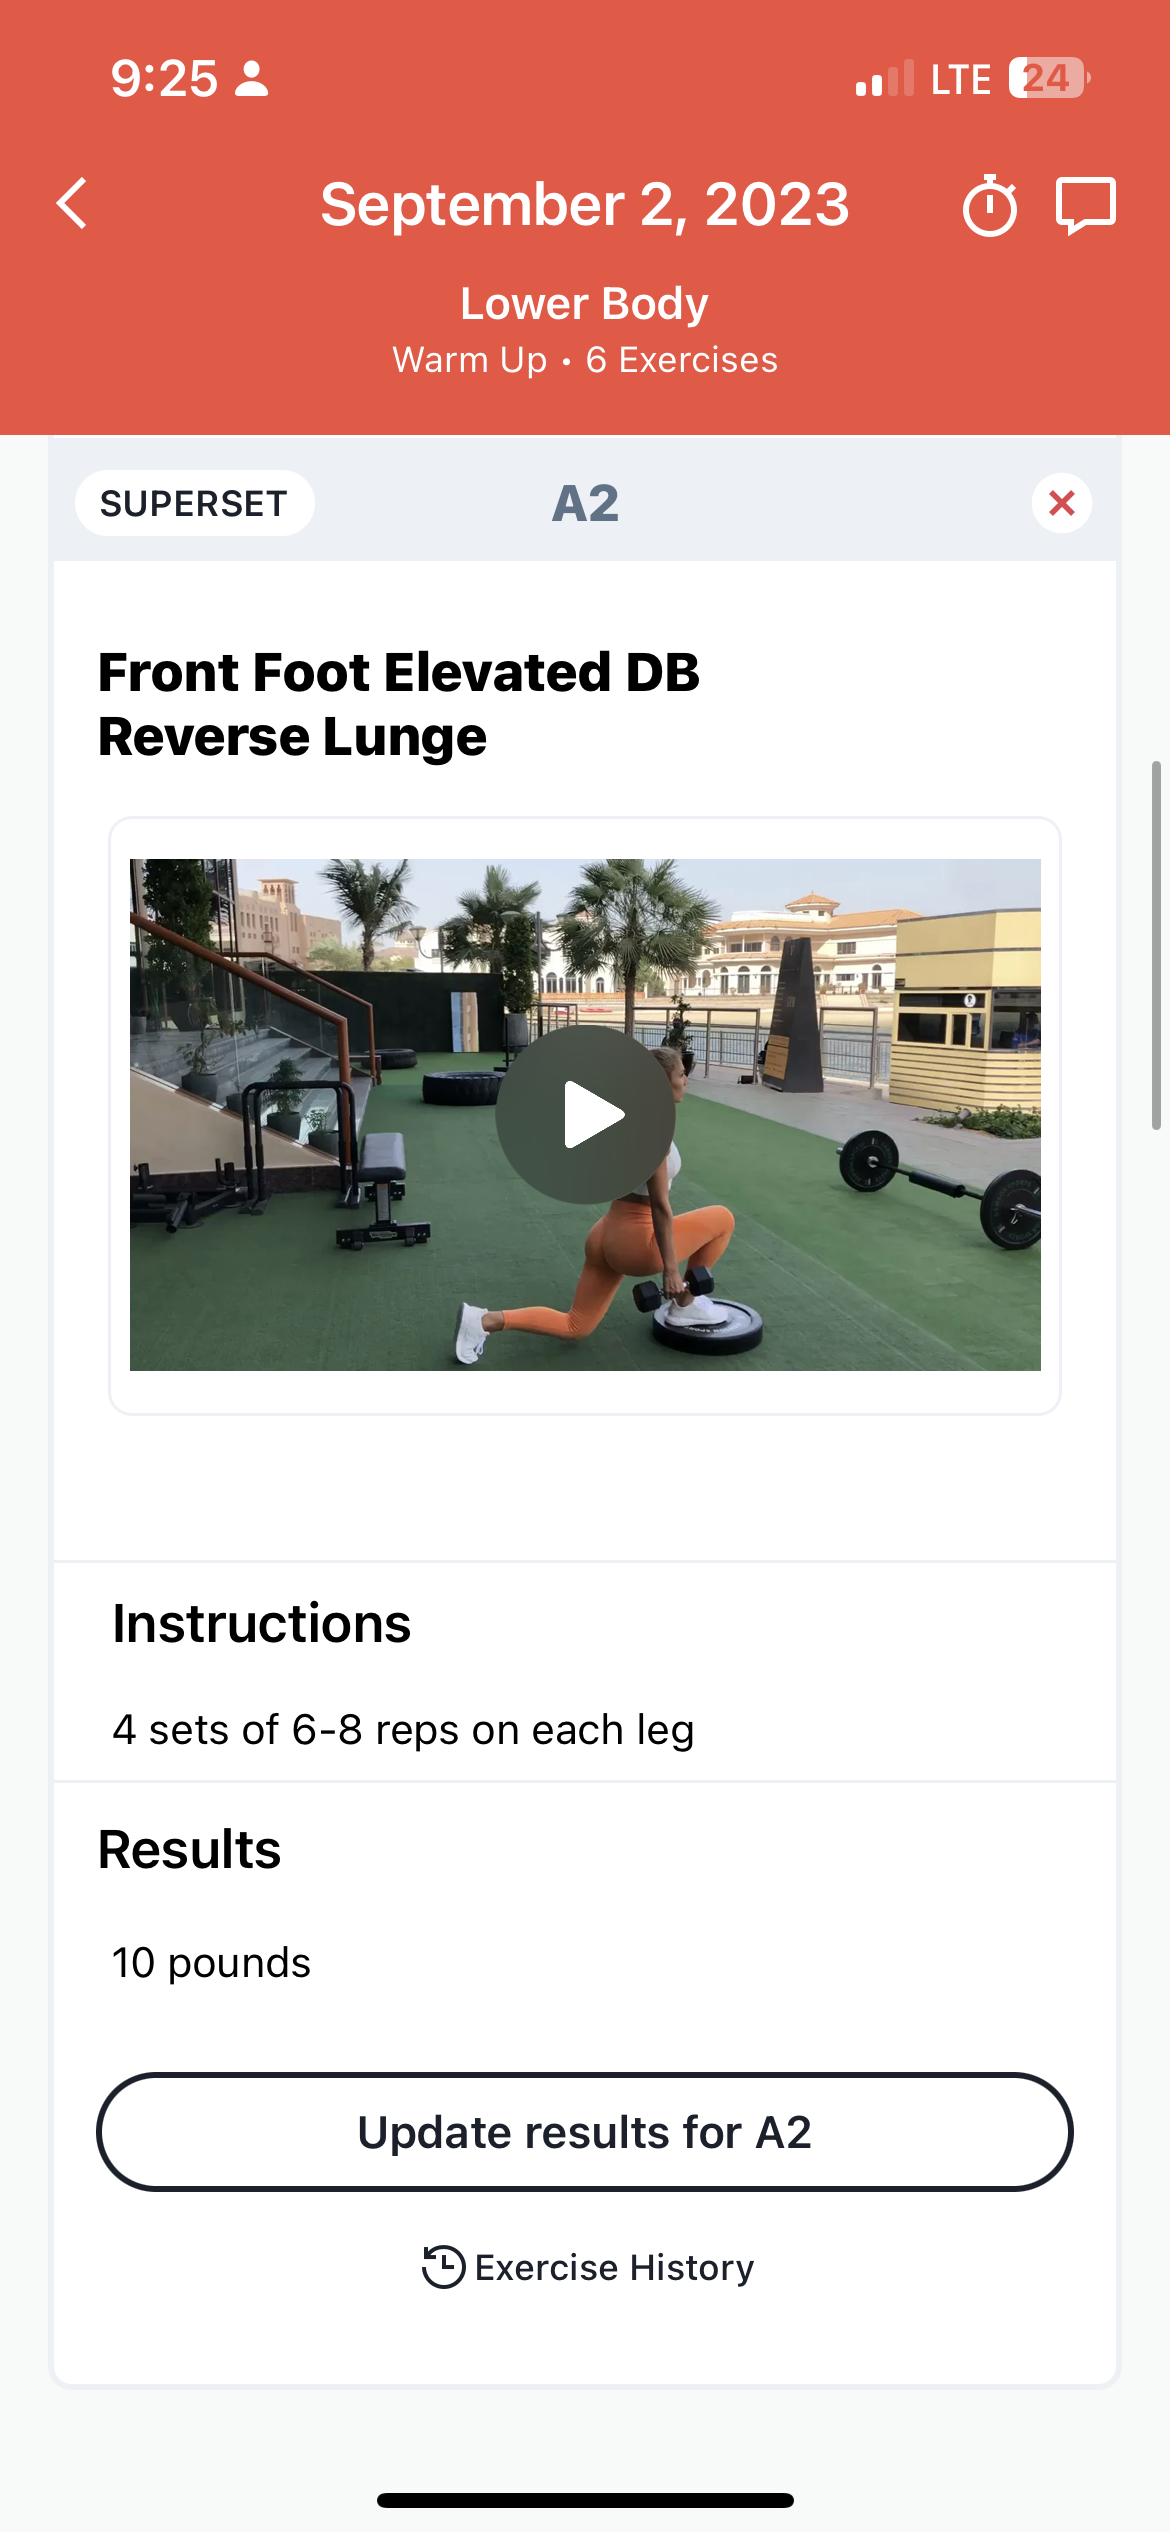 9:25
LTE 24
September 2, 2023
Lower Body
Warm Up • 6 Exercises
SUPERSET
A2
Front Foot Elevated DB
Reverse Lunge
Instructions
4 sets of 6-8 reps on each leg
Results
10 pounds
Update results for A2
Exercise History